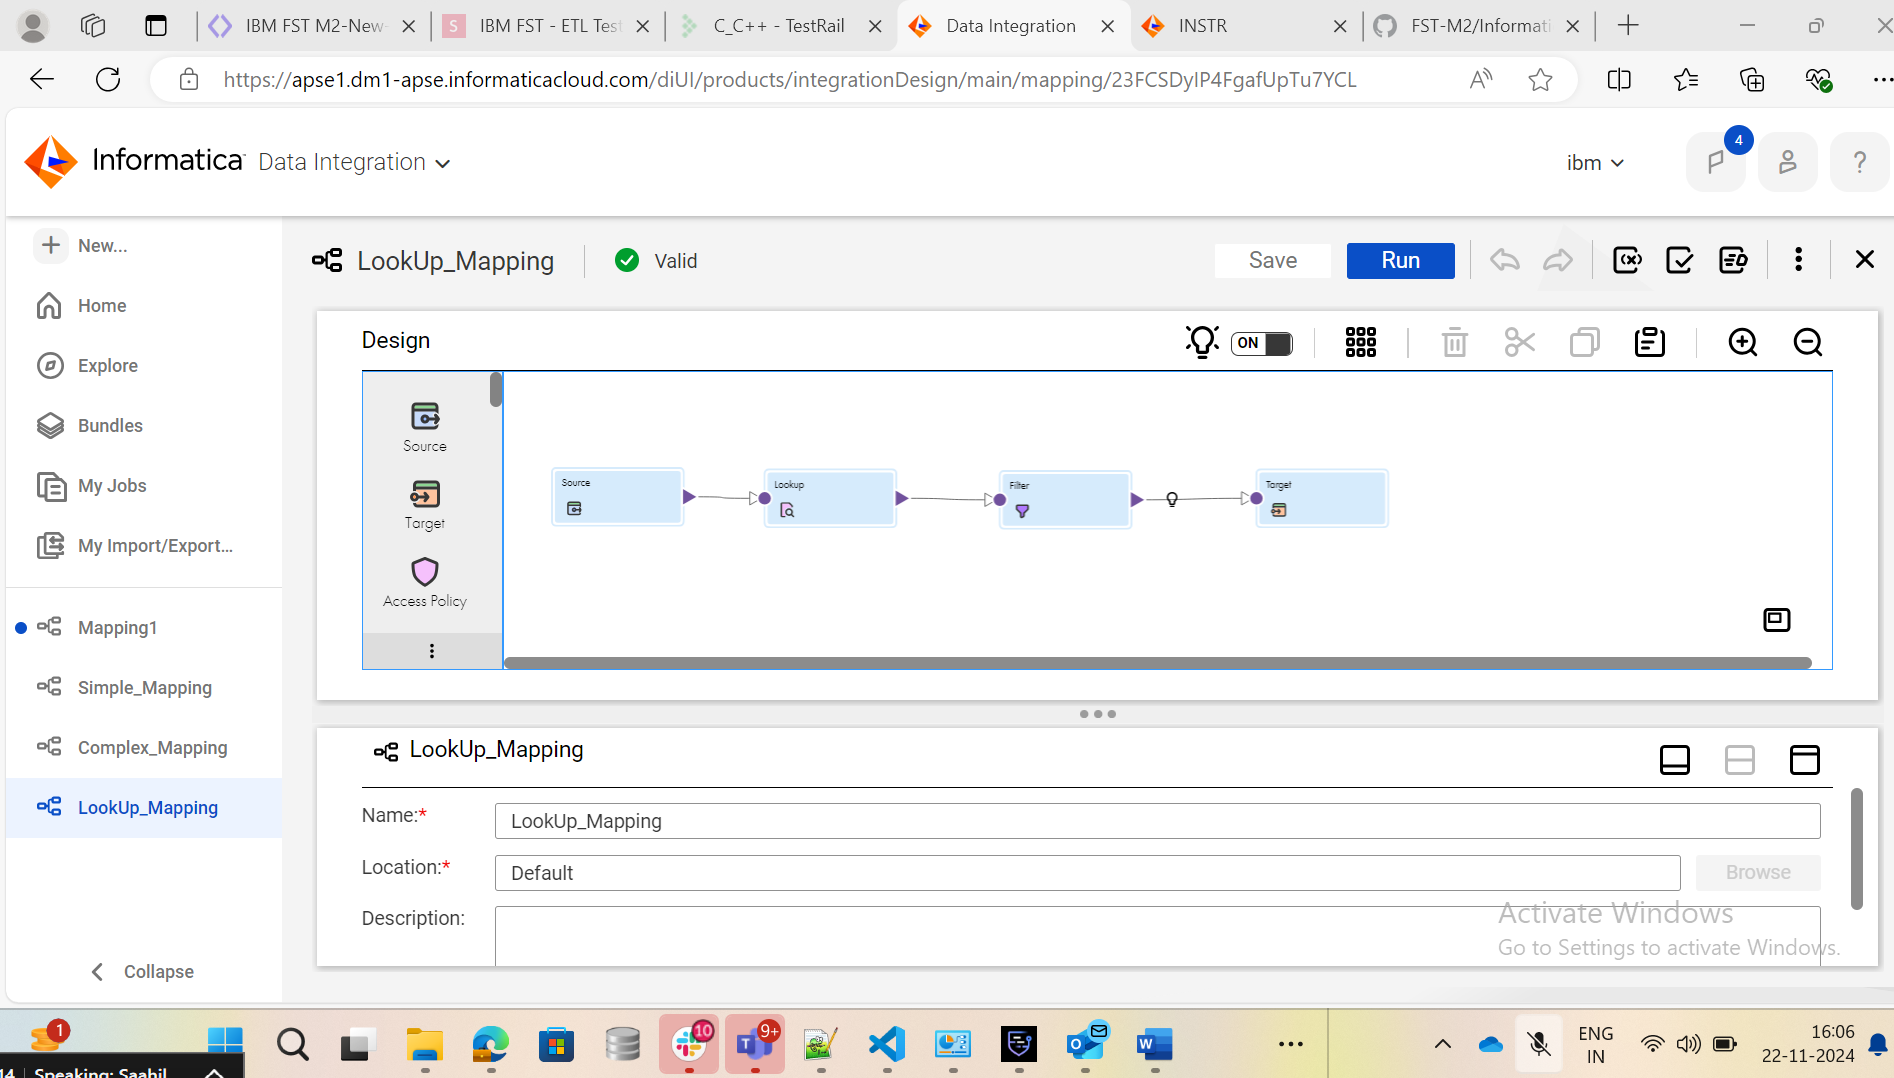 IBM FST M2-New
S
IBM FST - ETL Test
C_C++ - TestRail
Data Integration
INSTR
FST-M2/Informati
https://apse1.dm1-apse.informaticacloud.com/diUI/products/integrationDesign/main/mapping/23FCSDyIP4FgafUpTu7YCL
Informatica
Data Integration
ibm
4
?
New...
Home
Explore
Bundles
My Jobs
My Import/Export...
Mapping1
Simple_Mapping
Complex_Mapping
LookUp_Mapping
Collapse
LookUp_Mapping
Valid
Save
Run
Design
ON
Source
Target
Access Policy
Source
Lookup
Filter
Target
LookUp_Mapping
Name:*
LookUp_Mapping
Location:*
Default
Browse
Description:
Activate Windows
Go to Settings to activate Windows.
1
14
Speaking: Saahil
10
9+
ENG
IN
16:06
22-11-2024